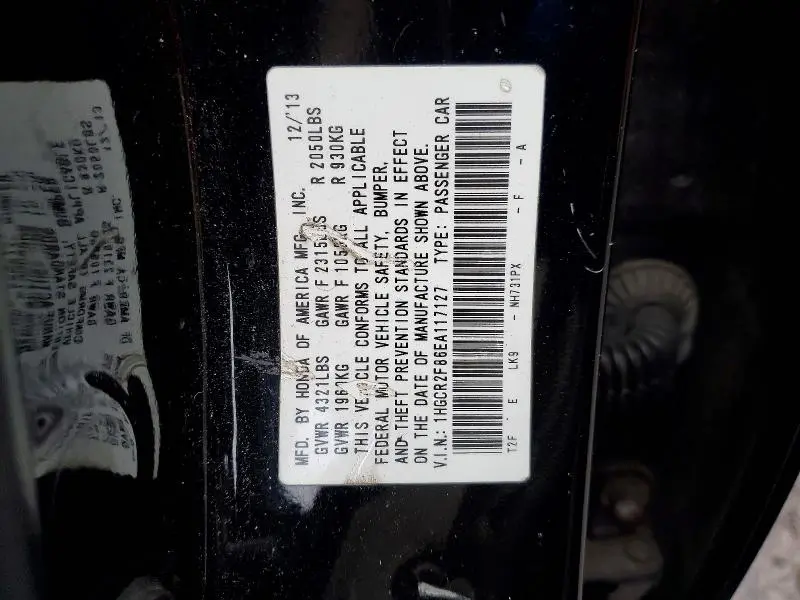 MFD. BY HONDA OF AMERICA MFG. INC. 12/'13
GVWR 4321LBS GAWR F 2315LBS R 2050LBS
GVWR 1960KG GAWR F 1050KG R 930KG
THIS VEHICLE CONFORMS TO ALL APPLICABLE
FEDERAL MOTOR VEHICLE SAFETY, BUMPER,
AND THEFT PREVENTION STANDARDS IN EFFECT
ON THE DATE OF MANUFACTURE SHOWN ABOVE.
V.I.N.: 1HGCR2F86EA117127 TYPE: PASSENGER CAR
T2F E LK9 - NH731PX - F - A